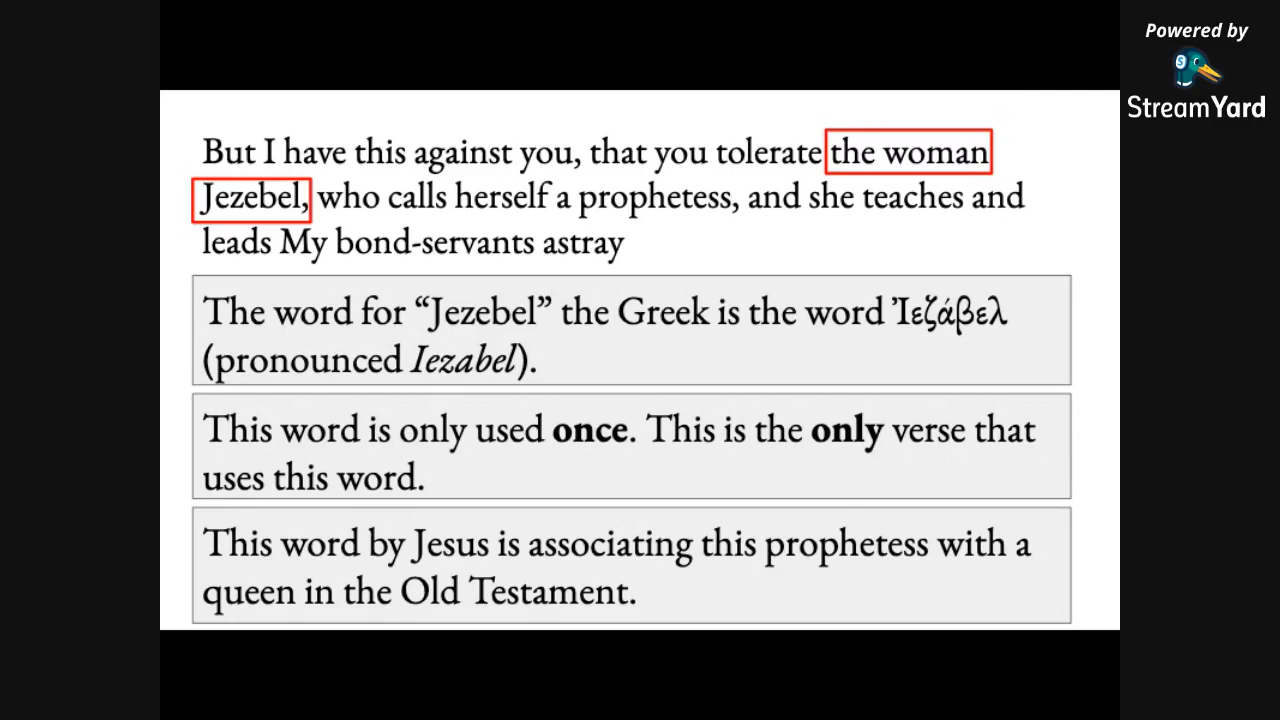 Powered by
StreamYard
But I have this against you, that you tolerate the woman
Jezebel, who calls herself a prophetess, and she teaches and
leads My bond-servants astray
The word for “Jezebel” the Greek is the word Ἰεζάβελ
(pronounced Iezabel).
This word is only used once. This is the only verse that
uses this word.
This word by Jesus is associating this prophetess with a
queen in the Old Testament.